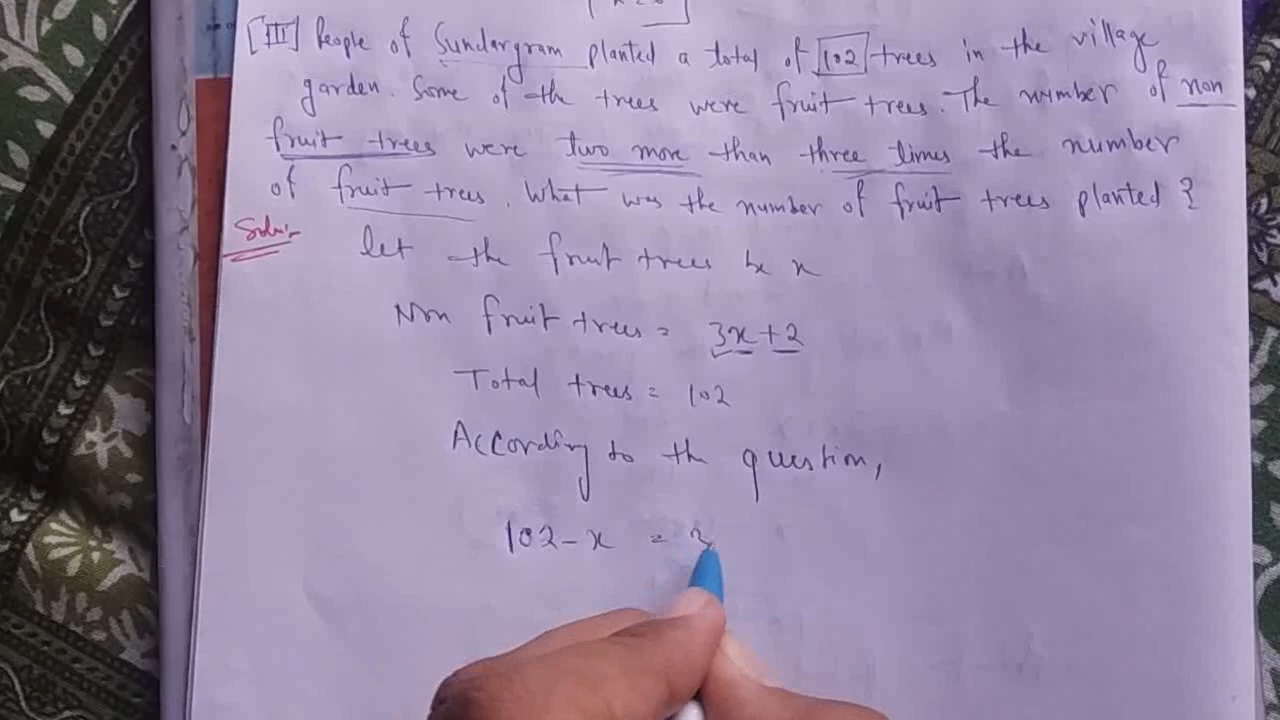 [III] People of Sundargram planted a total of 102 trees in the village
garden. Some of the trees were fruit trees. The number of non
fruit trees were two more than three times the number
of fruit trees. What was the number of fruit trees planted?
Soln:-
let the fruit trees be x
Non fruit trees = 3x+2
Total trees = 102
According to the question,
102-x = 3